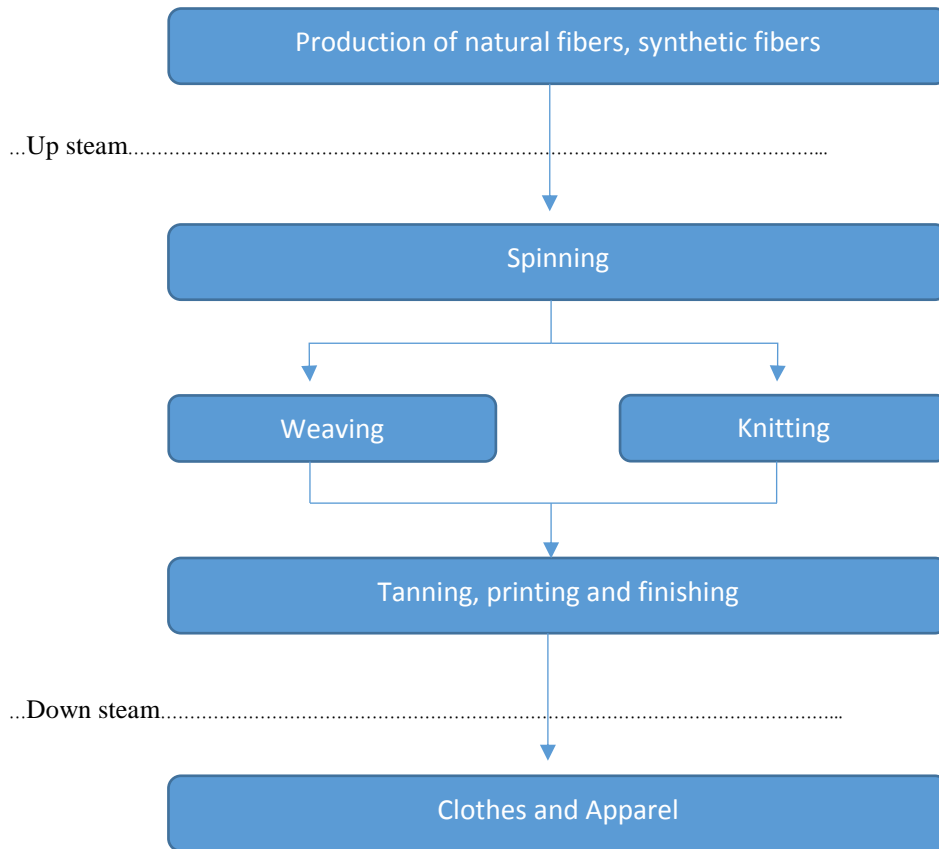 Production of natural fibers, synthetic fibers
...Up steam.......................................................................................................................
Spinning
Weaving
Knitting
Tanning, printing and finishing
...Down steam.....................................................................................................................
Clothes and Apparel